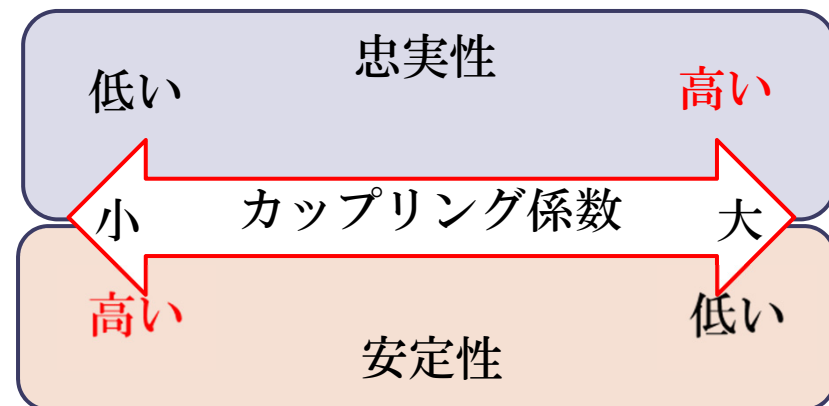 忠実性
低い 高い
小 カップリング係数 大
高い 低い
安定性